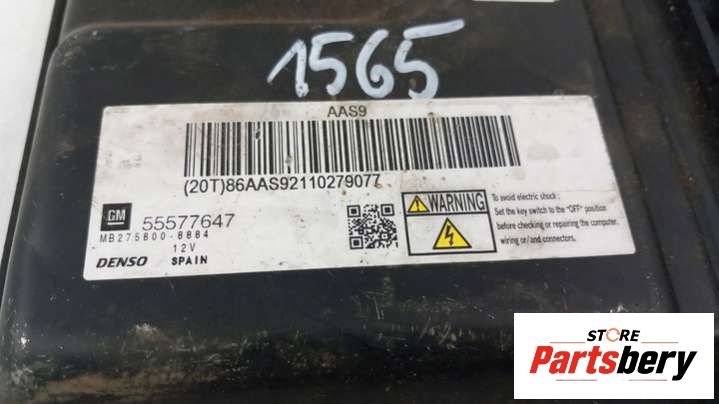 1565
AAS9
(20T)86AAS92110279077
GM
55577647
MB275800-8884
12V
DENSO SPAIN
WARNING
To avoid electric shock :
Set the key switch to the "OFF" position
before checking or repairing the computer,
wiring or/and connectors.
STORE
Partsbery